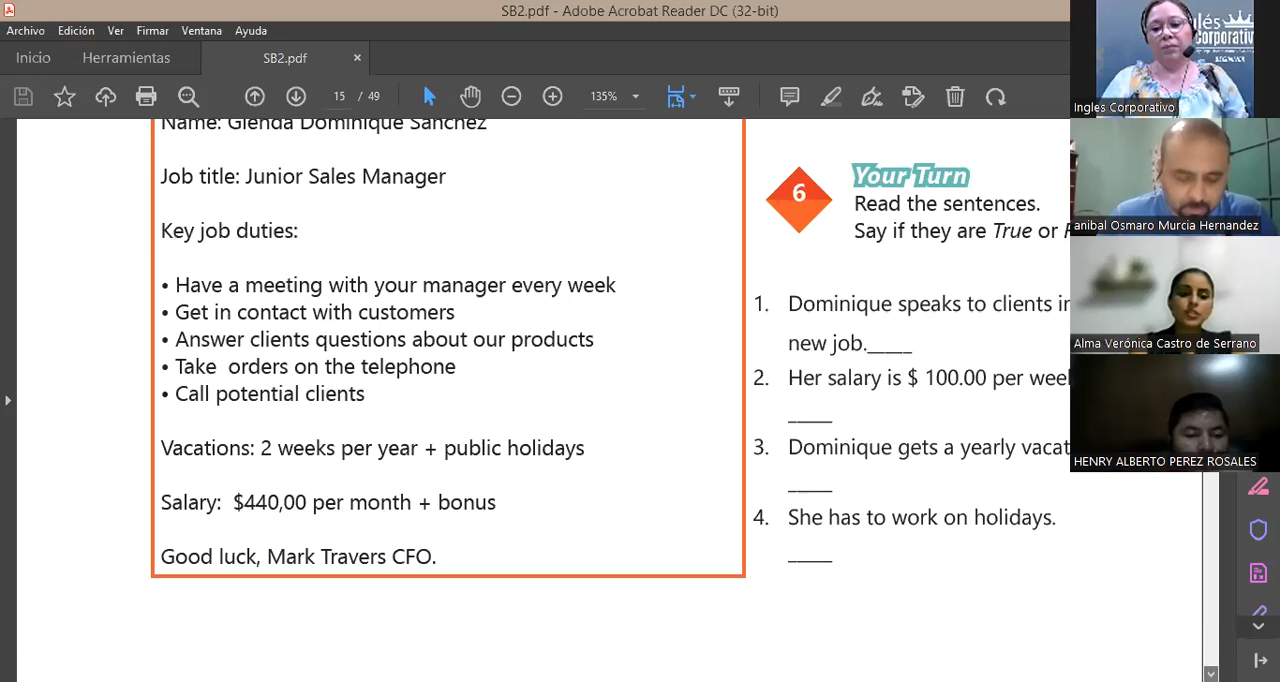 SB2.pdf - Adobe Acrobat Reader DC (32-bit)
Archivo Edición Ver Firmar Ventana Ayuda
Inicio Herramientas SB2.pdf ×
15 / 49 135%
Name: Glenda Dominique Sanchez
Job title: Junior Sales Manager
Key job duties:
• Have a meeting with your manager every week
• Get in contact with customers
• Answer clients questions about our products
• Take orders on the telephone
• Call potential clients
Vacations: 2 weeks per year + public holidays
Salary: $440,00 per month + bonus
Good luck, Mark Travers CFO.
6
Your Turn
Read the sentences.
Say if they are True or
1. Dominique speaks to clients in
new job._____
2. Her salary is $ 100.00 per week
_____
3. Dominique gets a yearly vacat
_____
4. She has to work on holidays.
_____
glés
Corporativo
Ingles Corporativo
anibal Osmaro Murcia Hernandez
Alma Verónica Castro de Serrano
HENRY ALBERTO PEREZ ROSALES